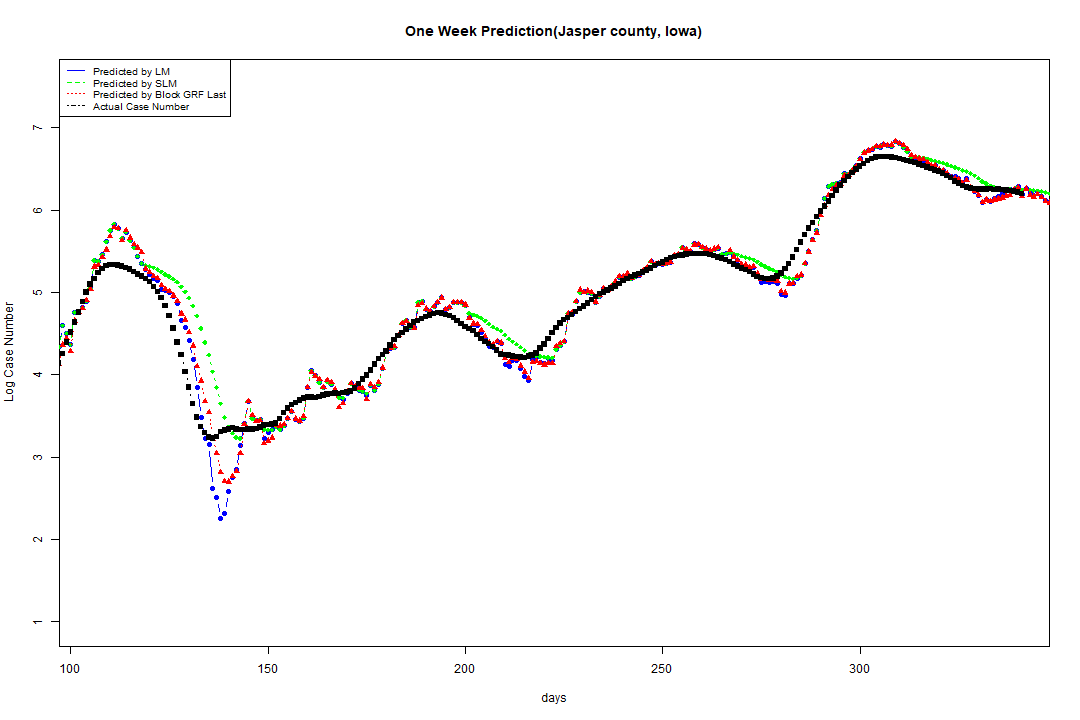 One Week Prediction(Jasper county, Iowa)
Predicted by LM
Predicted by SLM
Predicted by Block GRF Last
Actual Case Number
Log Case Number
7
6
5
4
3
2
1
100 150 200 250 300
days